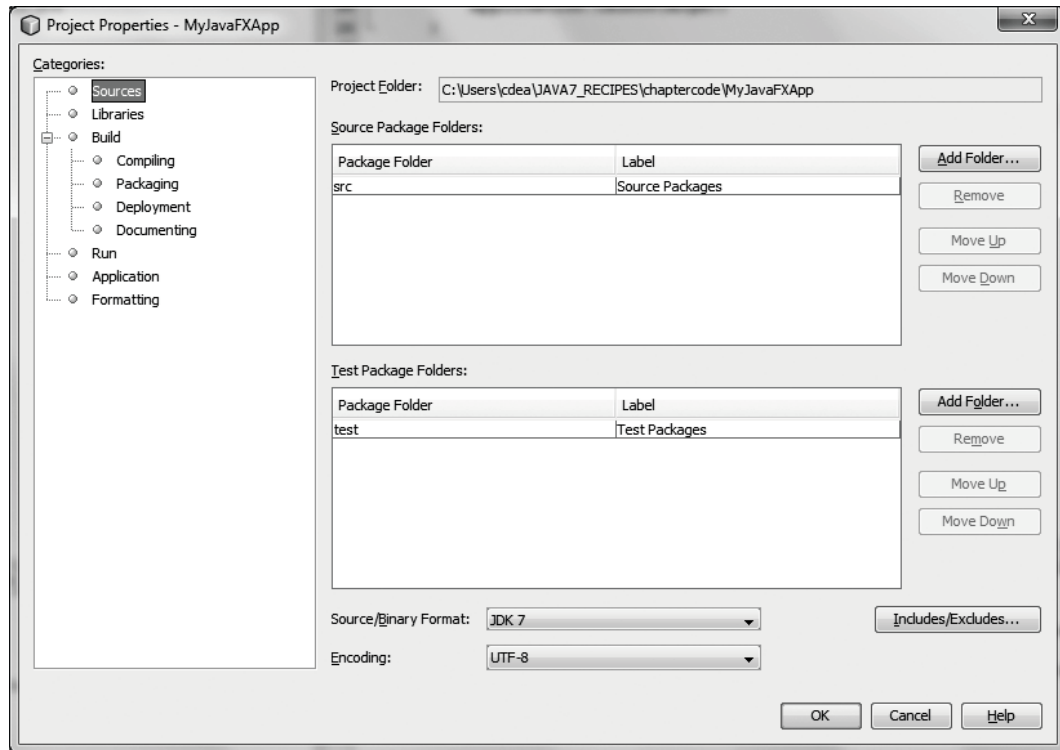 Project Properties - MyJavaFXApp
X
Categories:
Sources
Libraries
Build
Compiling
Packaging
Deployment
Documenting
Run
Application
Formatting
Project Folder: C:\Users\cdea\JAVA7_RECIPES\chaptercode\MyJavaFXApp
Source Package Folders:
Package Folder Label
src Source Packages
Add Folder...
Remove
Move Up
Move Down
Test Package Folders:
Package Folder Label
test Test Packages
Add Folder...
Remove
Move Up
Move Down
Source/Binary Format: JDK 7 Includes/Excludes...
Encoding: UTF-8
OK Cancel Help